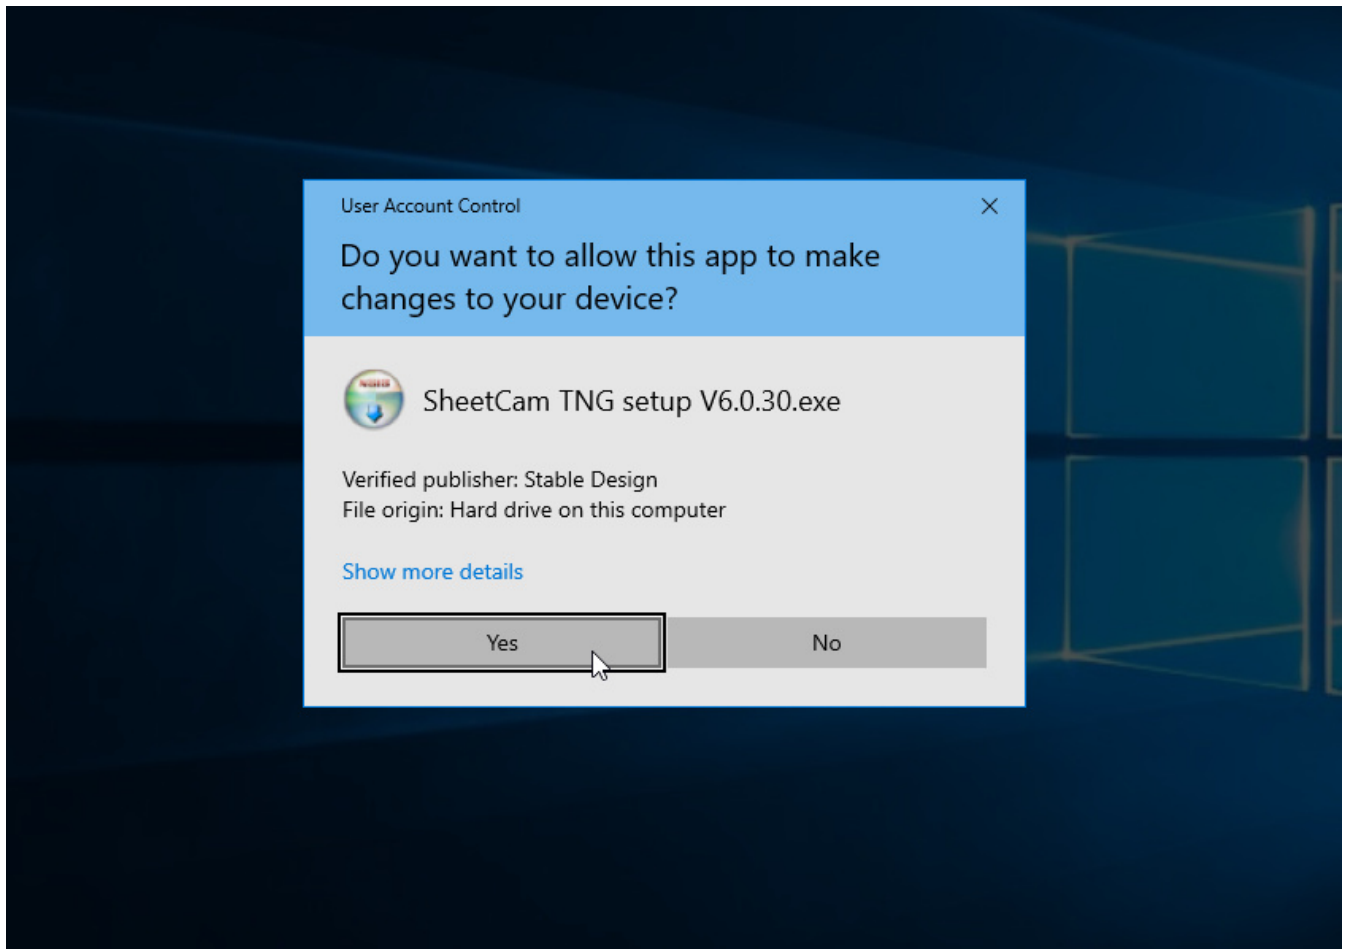 User Account Control
Do you want to allow this app to make
changes to your device?
SheetCam TNG setup V6.0.30.exe
Verified publisher: Stable Design
File origin: Hard drive on this computer
Show more details
Yes
No